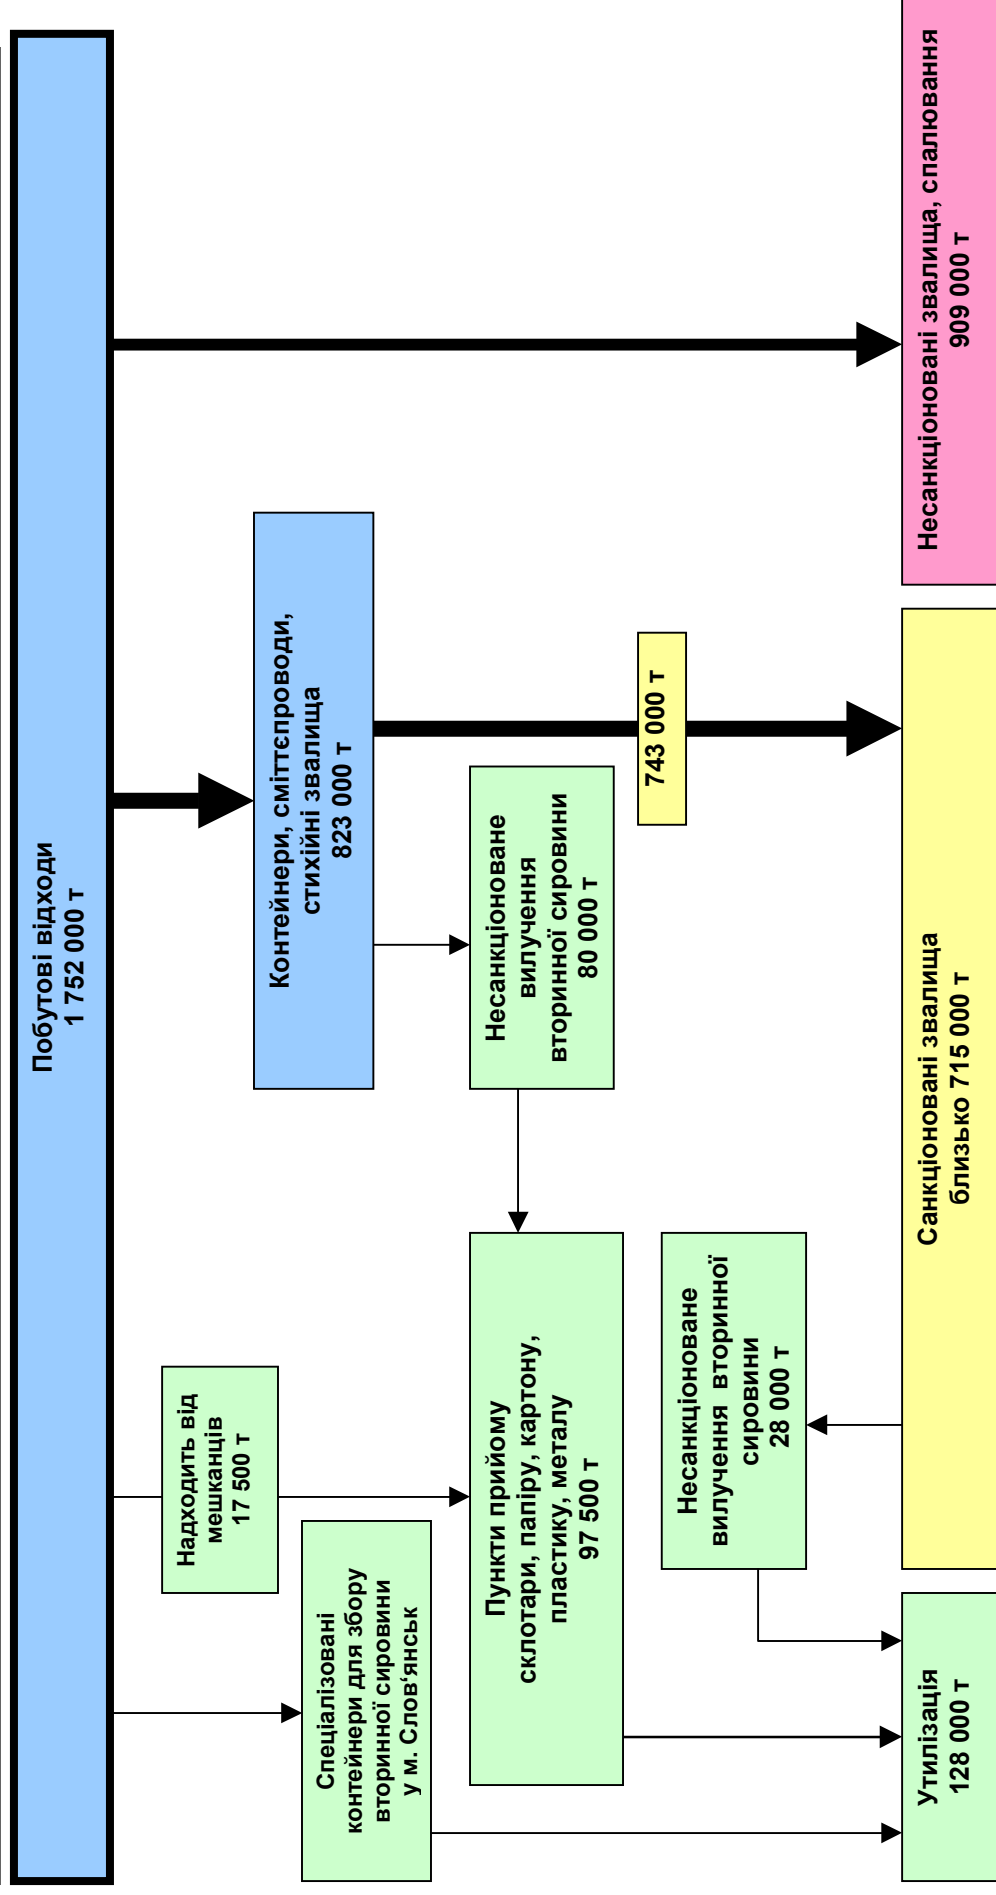 Побутові відходи
1 752 000 т
Надходить від
мешканців
17 500 т
Спеціалізовані
контейнери для збору
вторинної сировини
у м. Слов'янськ
Контейнери, сміттєпроводи,
стихійні звалища
823 000 т
Пункти прийому
склотари, папіру, картону,
пластику, металу
97 500 т
Несанкціоноване
вилучення
вторинної сировини
80 000 т
Несанкціоноване
вилучення вторинної
сировини
28 000 т
743 000 т
Утилізація
128 000 т
Санкціоновані звалища
близько 715 000 т
Несанкціоновані звалища, спалювання
909 000 т